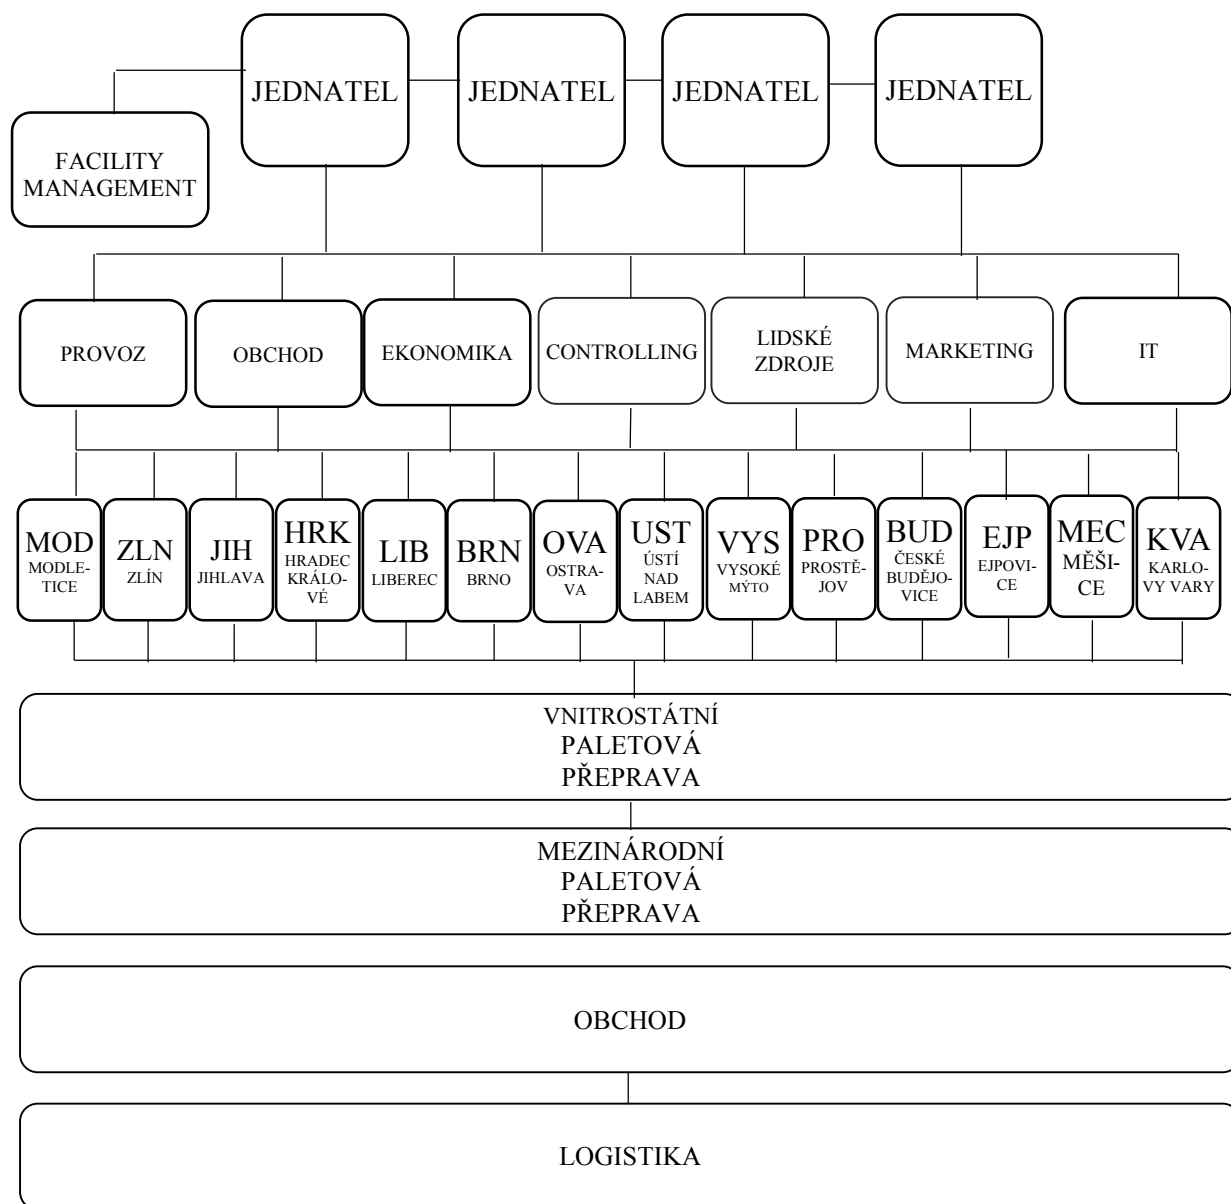 JEDNATEL
JEDNATEL
JEDNATEL
JEDNATEL
FACILITY
MANAGEMENT
PROVOZ
OBCHOD
EKONOMIKA
CONTROLLING
LIDSKÉ
ZDROJE
MARKETING
IT
MOD
MODLE-
TICE
ZLN
ZLÍN
JIH
JIHLAVA
HRK
HRADEC
KRÁLO-
VÉ
LIB
LIBEREC
BRN
BRNO
OVA
OSTRA-
VA
UST
ÚSTÍ
NAD
LABEM
VYS
VYSOKÉ
MÝTO
PRO
PROSTĚ-
JOV
BUD
ČESKÉ
BUDĚJO-
VICE
EJP
EJPOVI-
CE
MEC
MĚŠI-
CE
KVA
KARLO-
VY VARY
VNITROSTÁTNÍ
PALETOVÁ
PŘEPRAVA
MEZINÁRODNÍ
PALETOVÁ
PŘEPRAVA
OBCHOD
LOGISTIKA